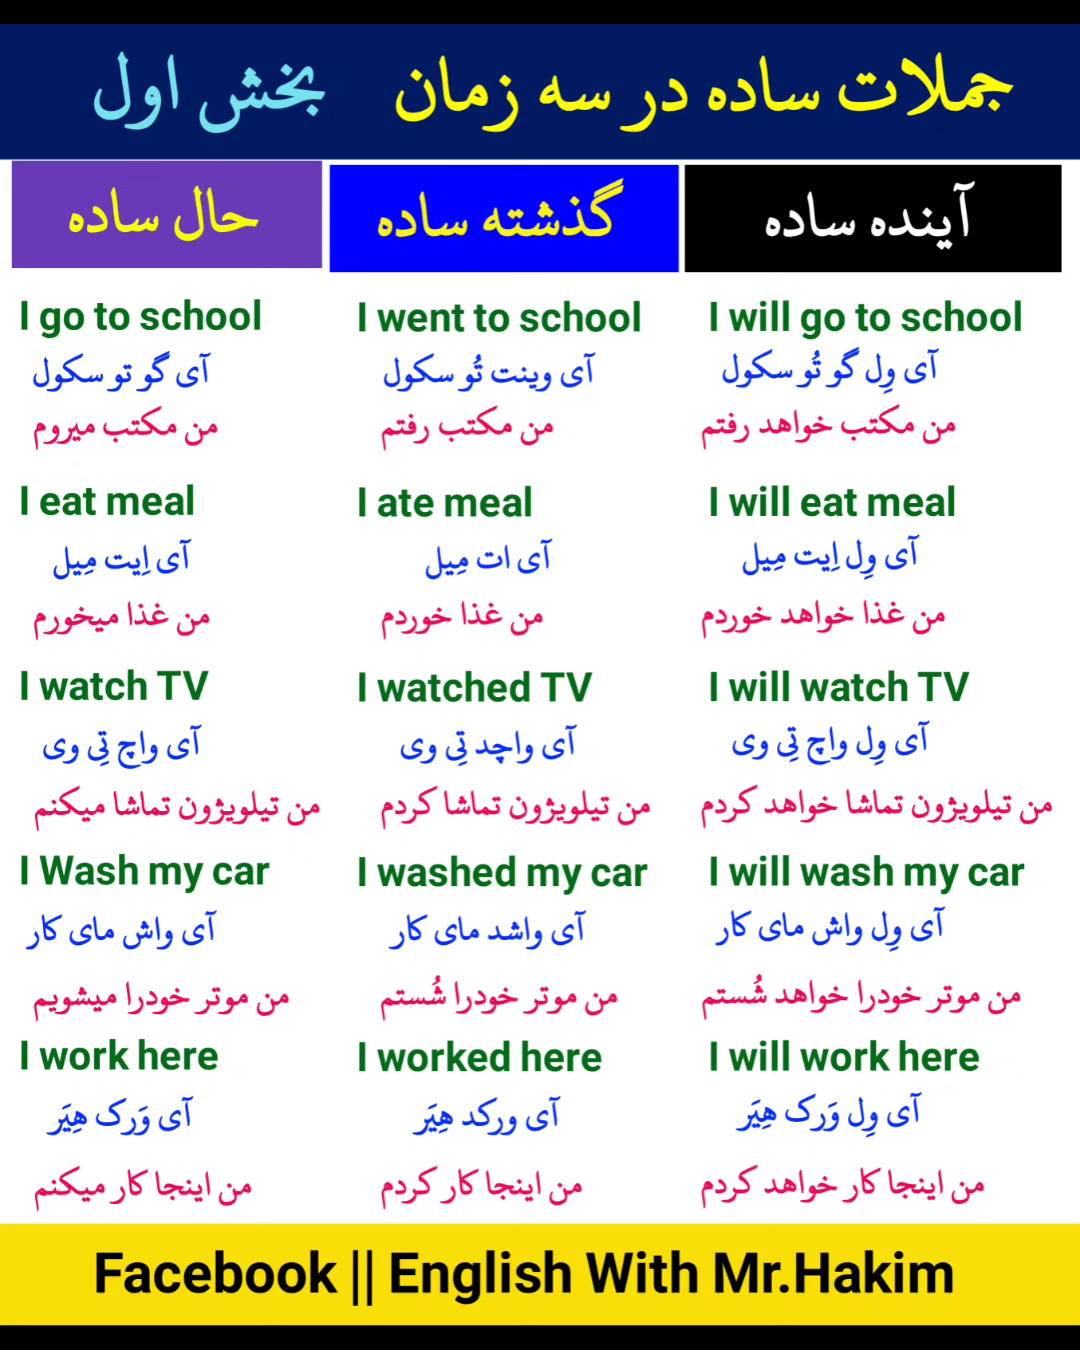 جملات ساده در سه زمان بخش اول
حال ساده
گذشته ساده
آینده ساده
I go to school
آی گو تو سکول
من مکتب میروم
I went to school
آی وینت تُو سکول
من مکتب رفتم
I will go to school
آی وِل گو تُو سکول
من مکتب خواهد رفتم
I eat meal
آی اِیت مِیل
من غذا میخورم
I ate meal
آی ات مِیل
من غذا خوردم
I will eat meal
آی وِل اِیت مِیل
من غذا خواهد خوردم
I watch TV
آی واچ تِی وی
من تیلویژون تماشا میکنم
I watched TV
آی واچد تِی وی
من تیلویژون تماشا کردم
I will watch TV
آی وِل واچ تِی وی
من تیلویژون تماشا خواهد کردم
I Wash my car
آی واش مای کار
من موتر خودرا میشویم
I washed my car
آی واشد مای کار
من موتر خودرا شُستم
I will wash my car
آی وِل واش مای کار
من موتر خودرا خواهد شُستم
I work here
آی وَرک هِیَر
من اینجا کار میکنم
I worked here
آی ورکد هِیَر
من اینجا کار کردم
I will work here
آی وِل وَرک هِیَر
من اینجا کار خواهد کردم
Facebook || English With Mr.Hakim